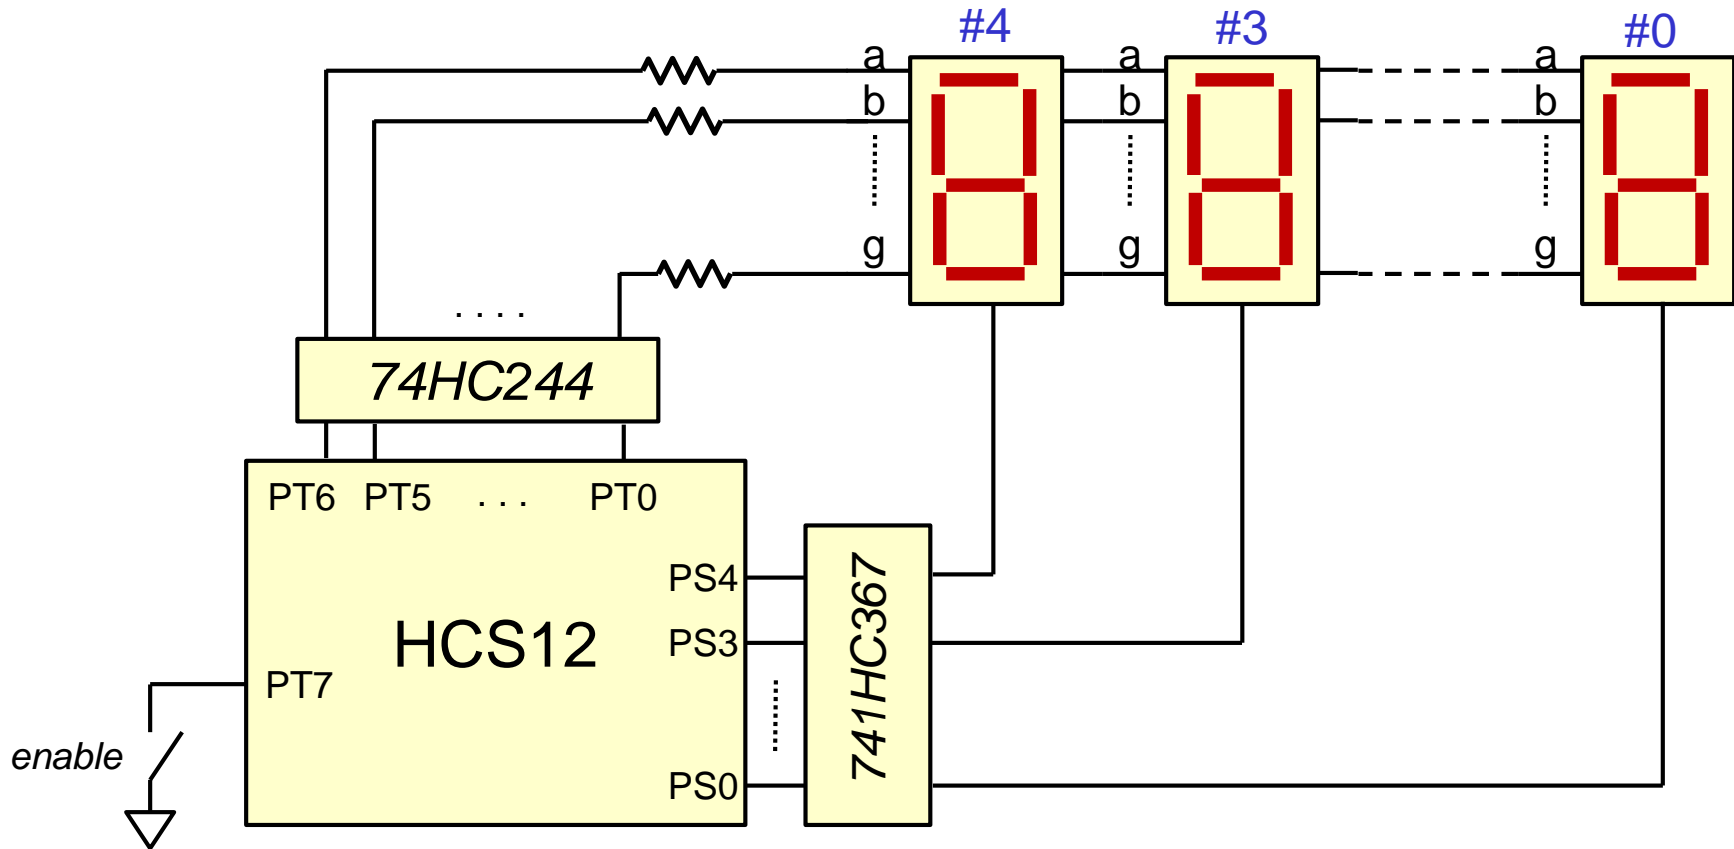 #4 #3 #0
a a a
b b b
g g g
. . . .
74HC244
PT6 PT5 . . . PT0
PS4
HCS12
PS3
PT7
741HC367
enable
PS0